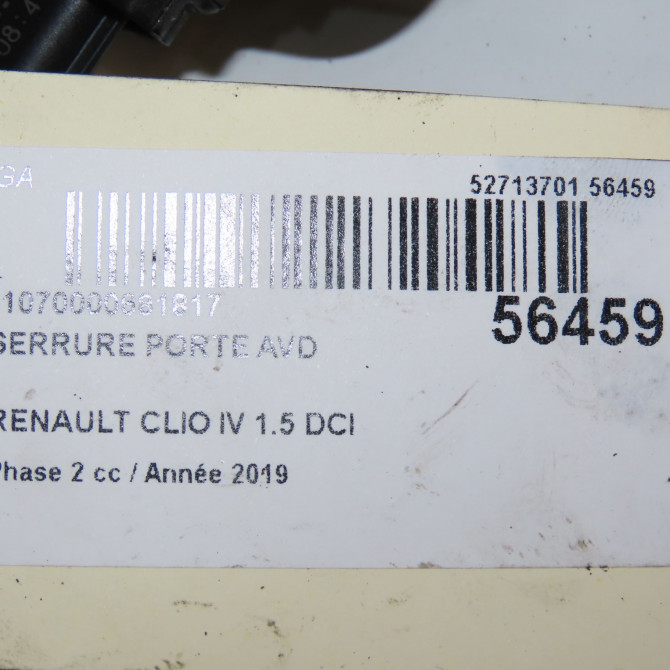 GA
52713701 56459
1070000661817
56459
SERRURE PORTE AVD
RENAULT CLIO IV 1.5 DCI
Phase 2 cc / Année 2019